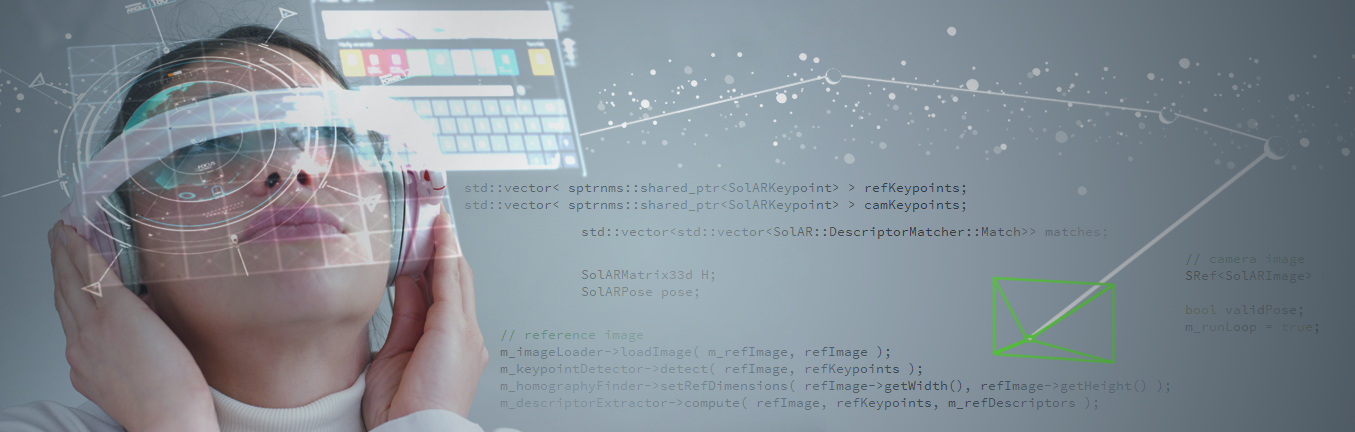 FOCUS
std::vector< sptrnms::shared_ptr<SolARKeypoint> > refKeypoints;
std::vector< sptrnms::shared_ptr<SolARKeypoint> > camKeypoints;
std::vector<std::vector<SolAR::DescriptorMatcher::Match>> matches;
// camera image
SRef<SolARImage>
SolARMatrix33d H;
SolARPose pose;
bool validPose;
m_runLoop = true;
// reference image
m_imageLoader->loadImage( m_refImage, refImage );
m_keypointDetector->detect( refImage, refKeypoints );
m_homographyFinder->setRefDimensions( refImage->getWidth(), refImage->getHeight() );
m_descriptorExtractor->compute( refImage, refKeypoints, m_refDescriptors );